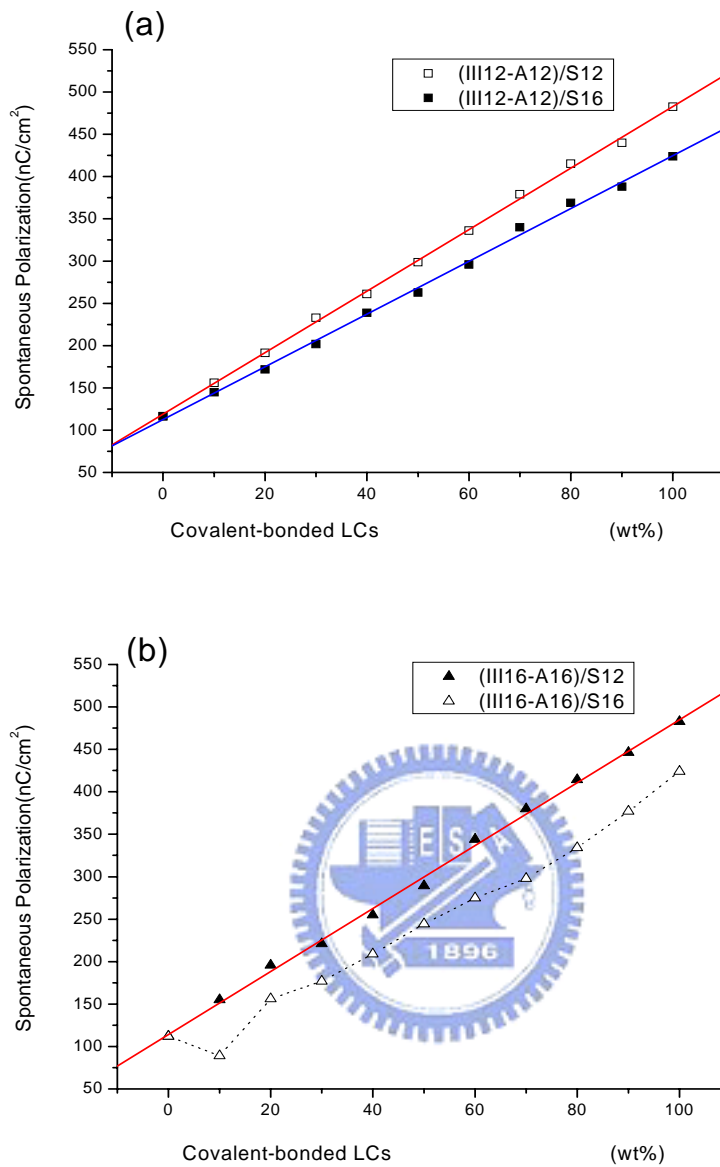 (a)
550
500
450
400
350
300
250
200
150
100
50
Spontaneous Polarization(nC/cm²)
(III12-A12)/S12
(III12-A12)/S16
0 20 40 60 80 100
Covalent-bonded LCs (wt%)
(b)
550
500
450
400
350
300
250
200
150
100
50
Spontaneous Polarization(nC/cm²)
(III16-A16)/S12
(III16-A16)/S16
E S
1896
0 20 40 60 80 100
Covalent-bonded LCs (wt%)